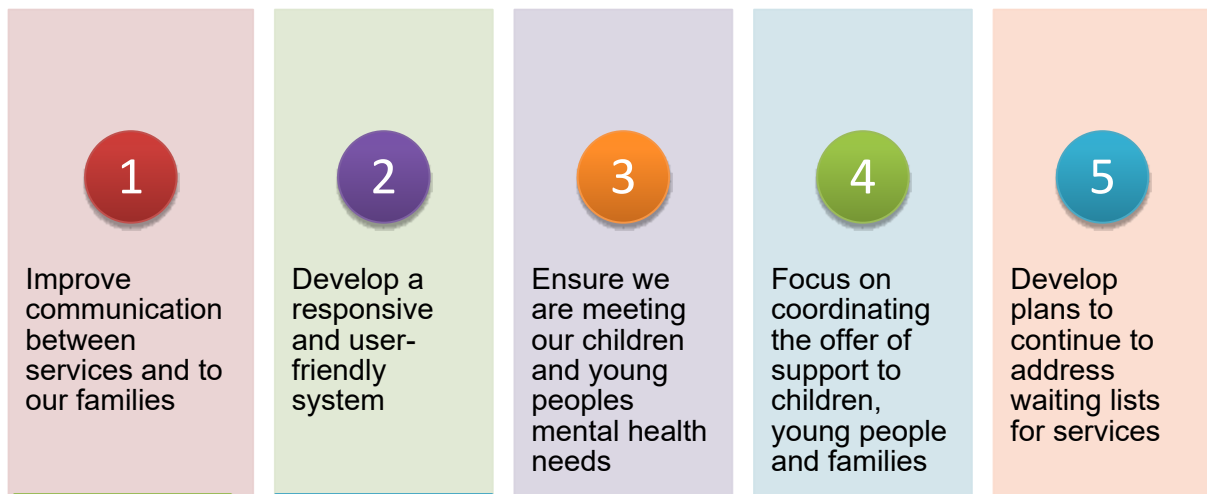 1
Improve
communication
between
services and to
our families
2
Develop a
responsive
and user-
friendly
system
3
Ensure we
are meeting
our children
and young
peoples
mental health
needs
4
Focus on
coordinating
the offer of
support to
children,
young people
and families
5
Develop
plans to
continue to
address
waiting lists
for services